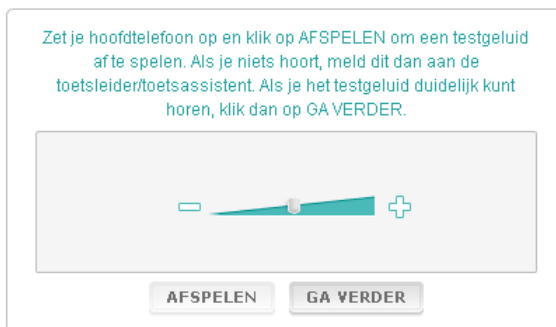 Zet je hoofdtelefoon op en klik op AFSPELEN om een testgeluid
af te spelen. Als je niets hoort, meld dit dan aan de
toetsleider/toetsassistent. Als je het testgeluid duidelijk kunt
horen, klik dan op GA VERDER.
AFSPELEN GA VERDER